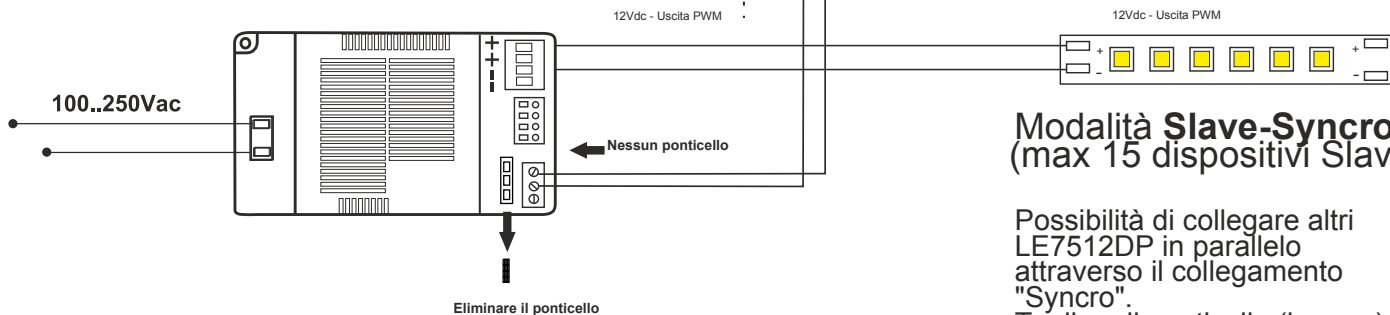 12Vdc - Uscita PWM
12Vdc - Uscita PWM
+
+
-
-
100..250Vac
+
-
+
-
Nessun ponticello
Eliminare il ponticello
Modalità Slave-Syncro
(max 15 dispositivi Slav
Possibilità di collegare altri
LE7512DP in parallelo
attraverso il collegamento
"Syncro".